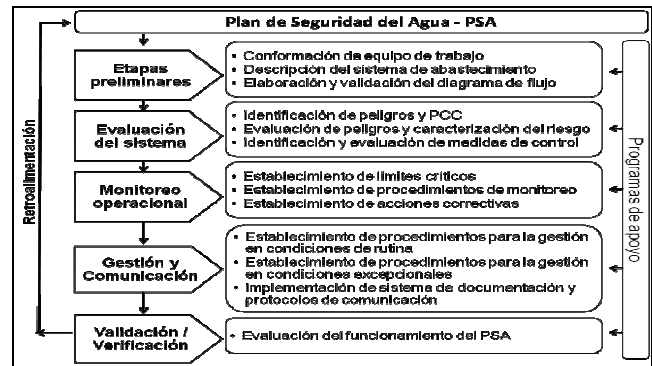 Plan de Seguridad del Agua - PSA
Etapas
preliminares
• Conformación de equipo de trabajo
• Descripción del sistema de abastecimiento
• Elaboración y validación del diagrama de flujo
Evaluación
del sistema
• Identificación de peligros y PCC
• Evaluación de peligros y caracterización del riesgo
• Identificación y evaluación de medidas de control
Monitoreo
operacional
• Establecimiento de límites críticos
• Establecimiento de procedimientos de monitoreo
• Establecimiento de acciones correctivas
Gestión y
Comunicación
• Establecimiento de procedimientos para la gestión
en condiciones de rutina
• Establecimiento de procedimientos para la gestión
en condiciones excepcionales
• Implementación de sistema de documentación y
protocolos de comunicación
Validación /
Verificación
• Evaluación del funcionamiento del PSA
Retroalimentación
Programas de apoyo